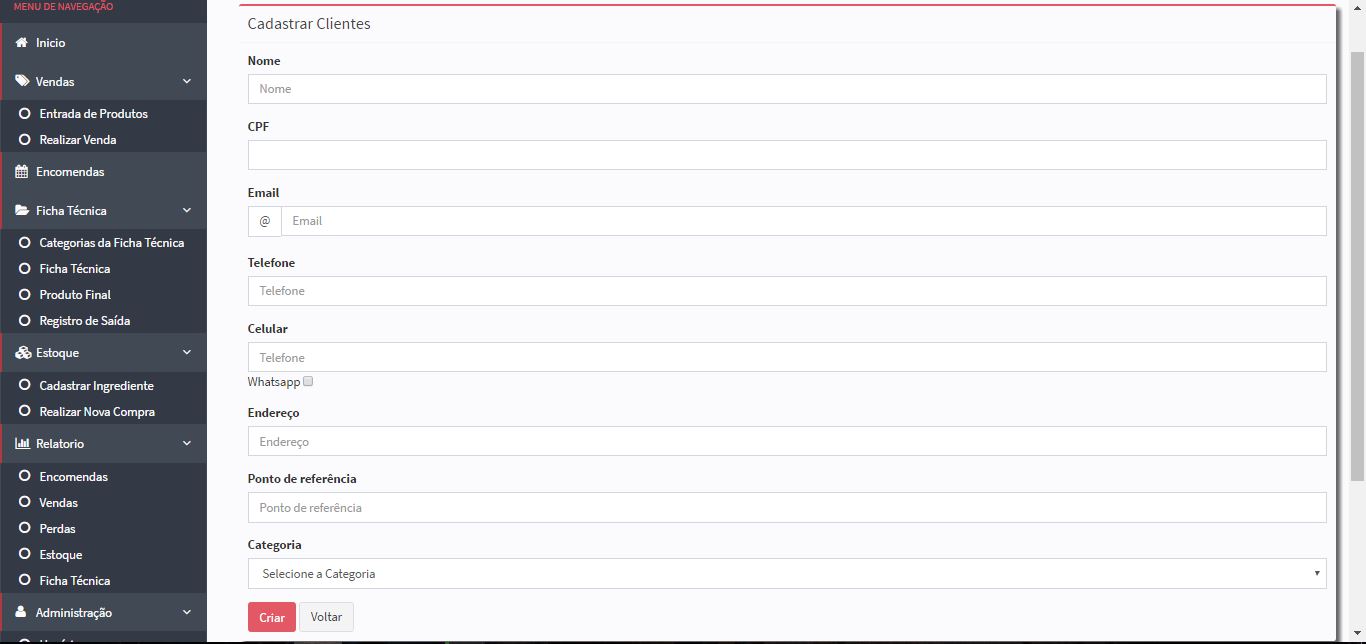 MENU DE NAVEGAÇÃO
Inicio
Vendas
Entrada de Produtos
Realizar Venda
Encomendas
Ficha Técnica
Categorias da Ficha Técnica
Ficha Técnica
Produto Final
Registro de Saída
Estoque
Cadastrar Ingrediente
Realizar Nova Compra
Relatorio
Encomendas
Vendas
Perdas
Estoque
Ficha Técnica
Administração
Cadastrar Clientes
Nome
Nome
CPF
Email
@ Email
Telefone
Telefone
Celular
Telefone
Whatsapp
Endereço
Endereço
Ponto de referência
Ponto de referência
Categoria
Selecione a Categoria
Criar Voltar